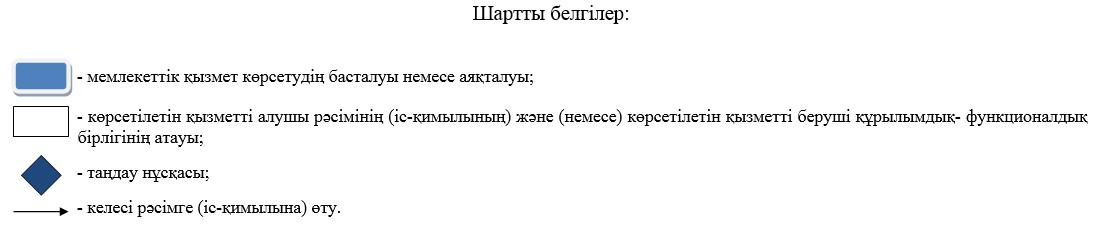 Шартты белгілер:
- мемлекеттік қызмет көрсетудің басталуы немесе аяқталуы;
- көрсетілетін қызметті алушы рәсімінің (іс-қимылының) және (немесе) көрсетілетін қызметті беруші құрылымдық- функционалдық
бірлігінің атауы;
- таңдау нұсқасы;
- келесі рәсімге (іс-қимылына) өту.